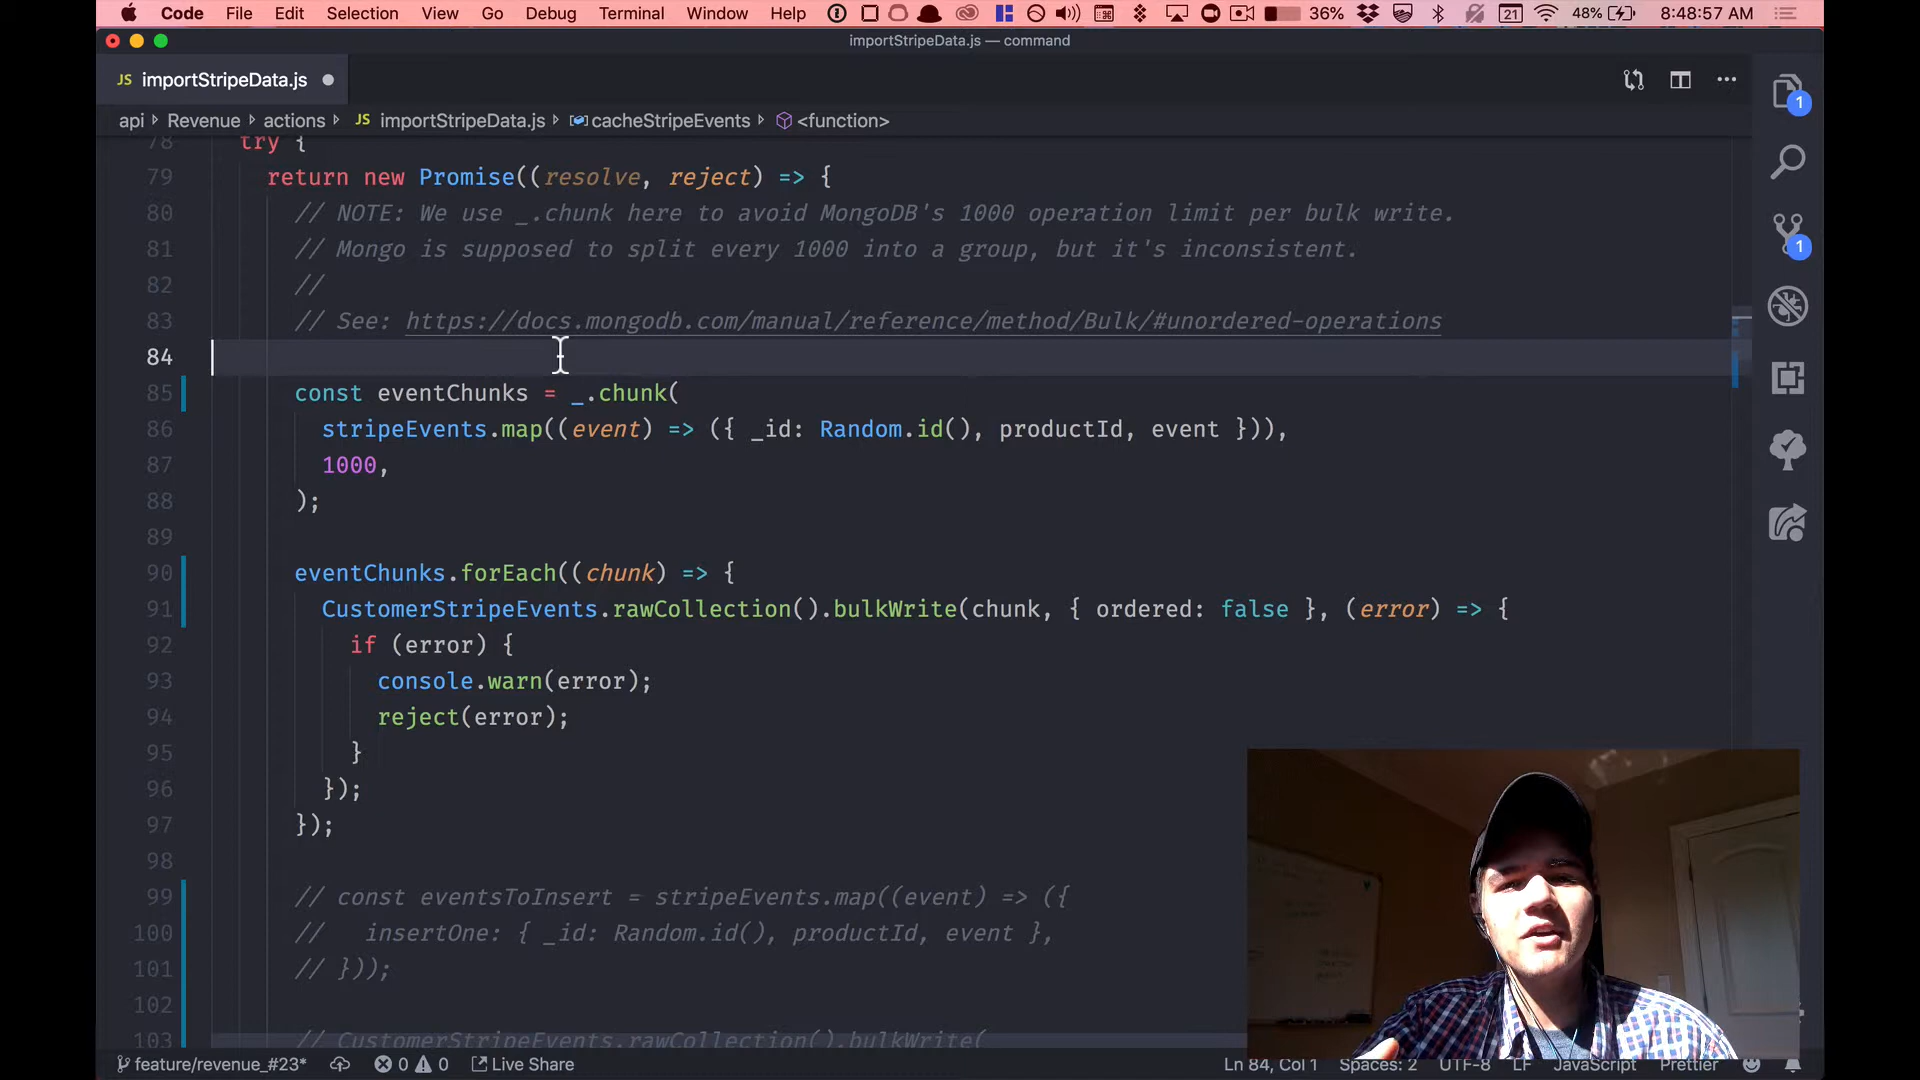 Code File Edit Selection View Go Debug Terminal Window Help 36% 21 48% 8:48:57 AM
importStripeData.js — command
JS importStripeData.js
api Revenue actions JS importStripeData.js cacheStripeEvents <function>
78 try {
79 return new Promise((resolve, reject) => {
80 // NOTE: We use _.chunk here to avoid MongoDB's 1000 operation limit per bulk write.
81 // Mongo is supposed to split every 1000 into a group, but it's inconsistent.
82 //
83 // See: https://docs.mongodb.com/manual/reference/method/Bulk/#unordered-operations
84
85 const eventChunks = _.chunk(
86 stripeEvents.map((event) => ({ _id: Random.id(), productId, event })),
87 1000,
88 );
89
90 eventChunks.forEach((chunk) => {
91 CustomerStripeEvents.rawCollection().bulkWrite(chunk, { ordered: false }, (error) => {
92 if (error) {
93 console.warn(error);
94 reject(error);
95 }
96 });
97 });
98
99 // const eventsToInsert = stripeEvents.map((event) => ({
100 // insertOne: { _id: Random.id(), productId, event },
101 // }));
102
103 // CustomerStripeEvents.rawCollection().bulkWrite(
1
1
feature/revenue_#23* 0 0 Live Share Ln 84, Col 1 Spaces: 2 UTF-8 LF JavaScript Prettier